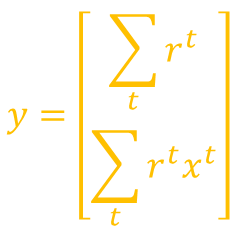 y = [ ∑_t r^t
∑_t r^t x^t ]